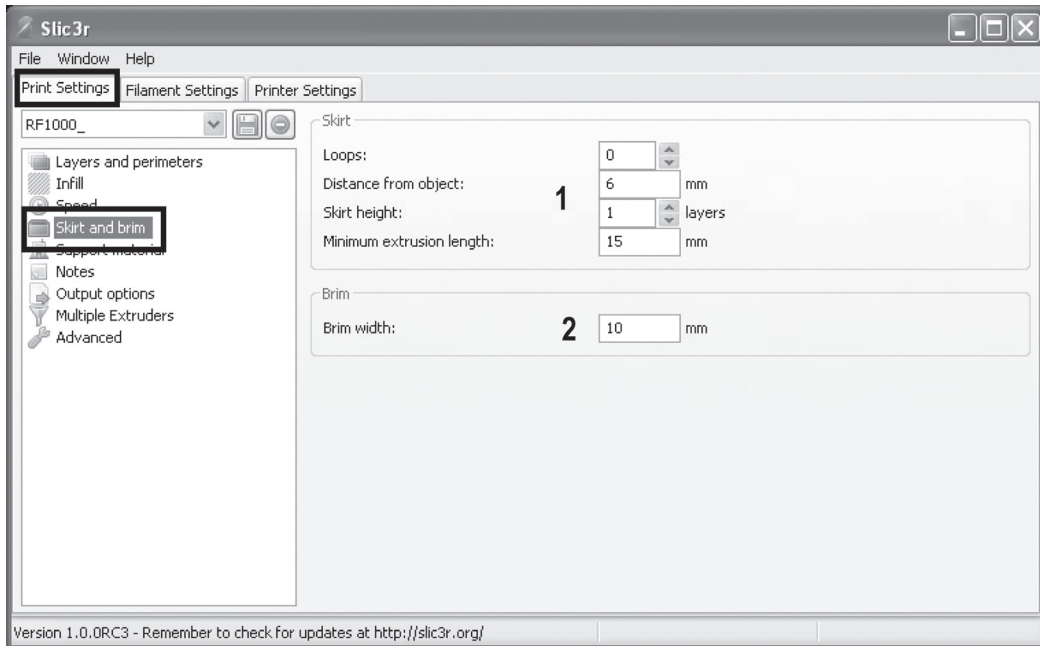 Slic3r
File Window Help
Print Settings Filament Settings Printer Settings
RF1000_
Layers and perimeters
Infill
Speed
Skirt and brim
Support material
Notes
Output options
Multiple Extruders
Advanced
Skirt
Loops: 0
Distance from object: 6 mm
1
Skirt height: 1 layers
Minimum extrusion length: 15 mm
Brim
Brim width: 2 10 mm
Version 1.0.0RC3 - Remember to check for updates at http://slic3r.org/